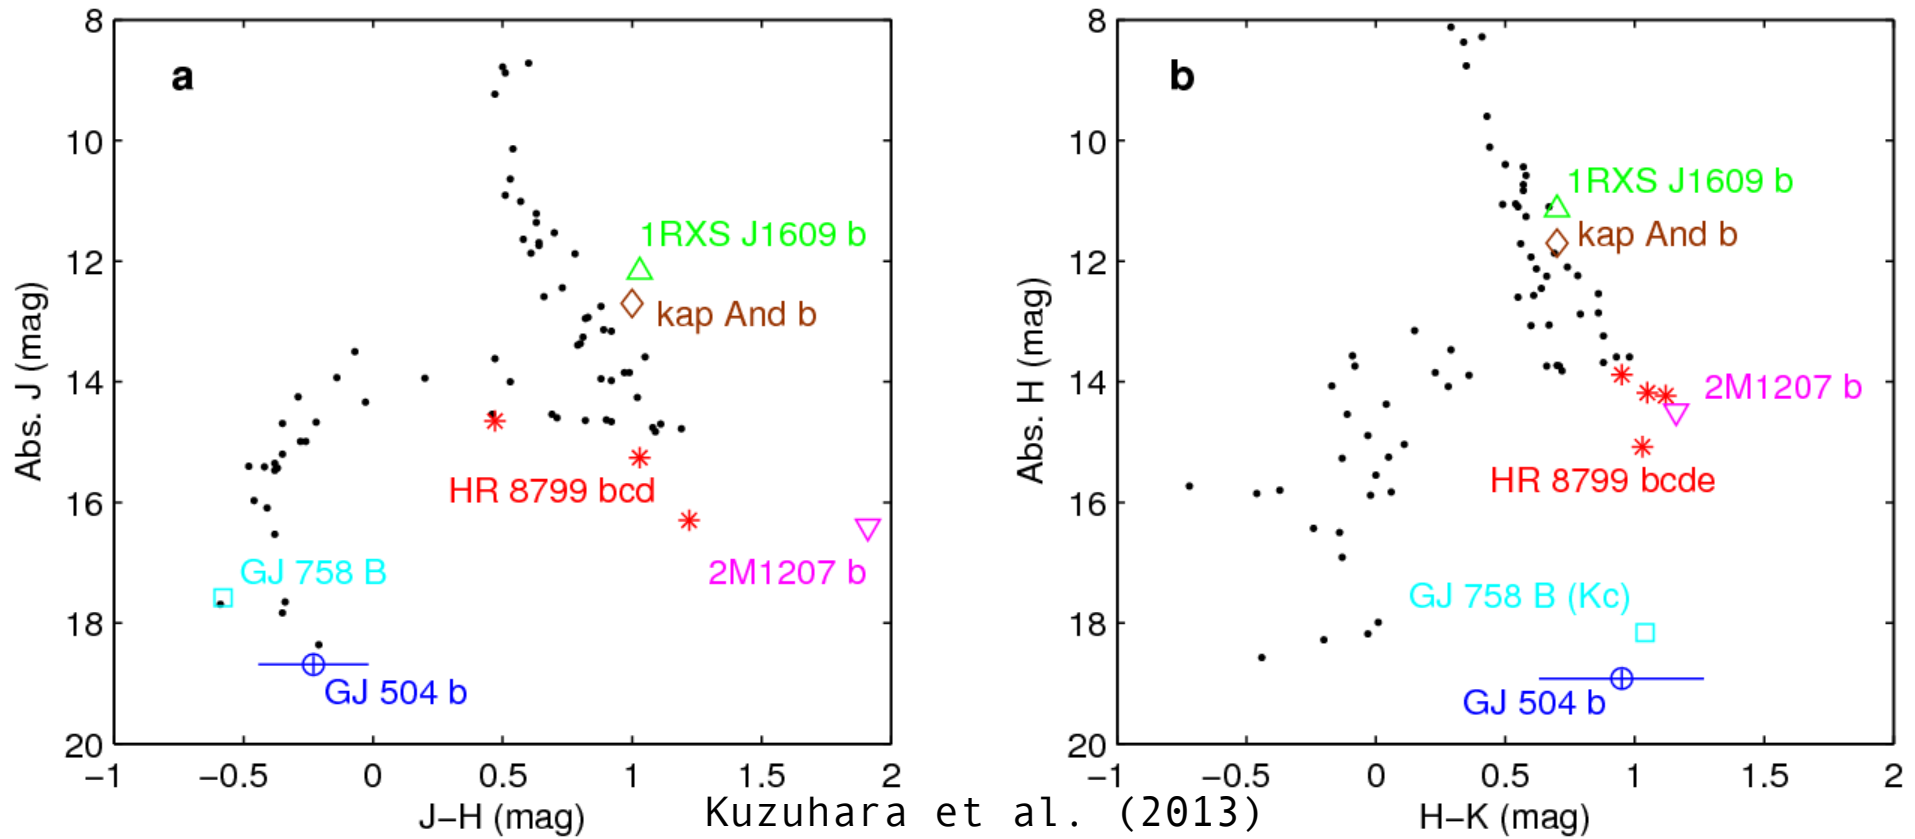 a
8
10
12
14
16
18
20
Abs. J (mag)
−1 −0.5 0 0.5 1 1.5 2
J−H (mag)
1RXS J1609 b
kap And b
HR 8799 bcd
2M1207 b
GJ 758 B
GJ 504 b
b
8
10
12
14
16
18
20
Abs. H (mag)
−1 −0.5 0 0.5 1 1.5 2
H−K (mag)
1RXS J1609 b
kap And b
2M1207 b
HR 8799 bcde
GJ 758 B (Kc)
GJ 504 b
Kuzuhara et al. (2013)